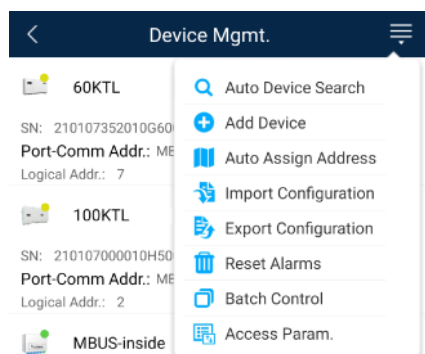 Device Mgmt.
60KTL
SN: 210107352010G60
Port-Comm Addr.: ME
Logical Addr.: 7
100KTL
SN: 210107000010H50
Port-Comm Addr.: ME
Logical Addr.: 2
MBUS-inside
Auto Device Search
Add Device
Auto Assign Address
Import Configuration
Export Configuration
Reset Alarms
Batch Control
Access Param.